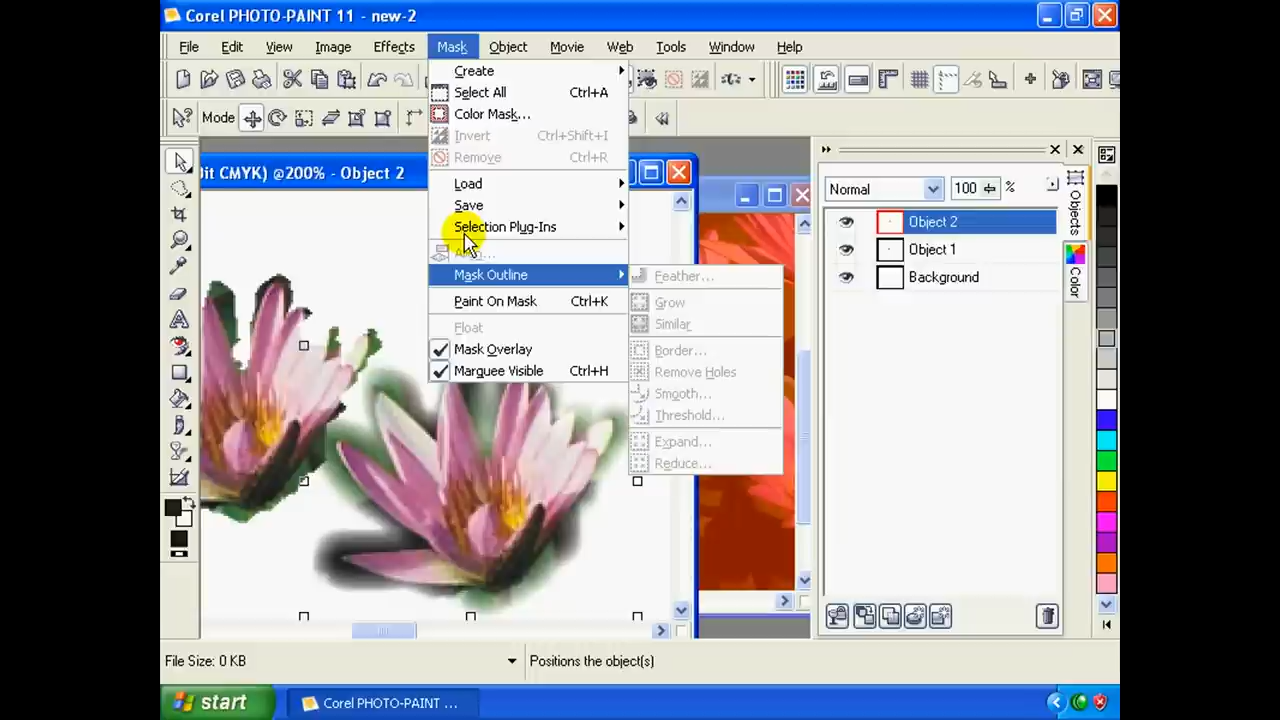 Corel PHOTO-PAINT 11 - new-2
File Edit View Image Effects Mask Object Movie Web Tools Window Help
Mode
Create
Select All Ctrl+A
Color Mask...
Invert Ctrl+Shift+I
Remove Ctrl+R
Load
Save
Selection Plug-Ins
Mask Outline
Paint On Mask Ctrl+K
Float
Mask Overlay
Marguee Visible Ctrl+H
Feather...
Grow
Similar
Border...
Remove Holes
Smooth...
Threshold...
Expand...
Reduce...
CMYK) @200% - Object 2
Normal 100 %
Object 2
Object 1
Background
Objects
Color
File Size: 0 KB Positions the object(s)
start Corel PHOTO-PAINT ...